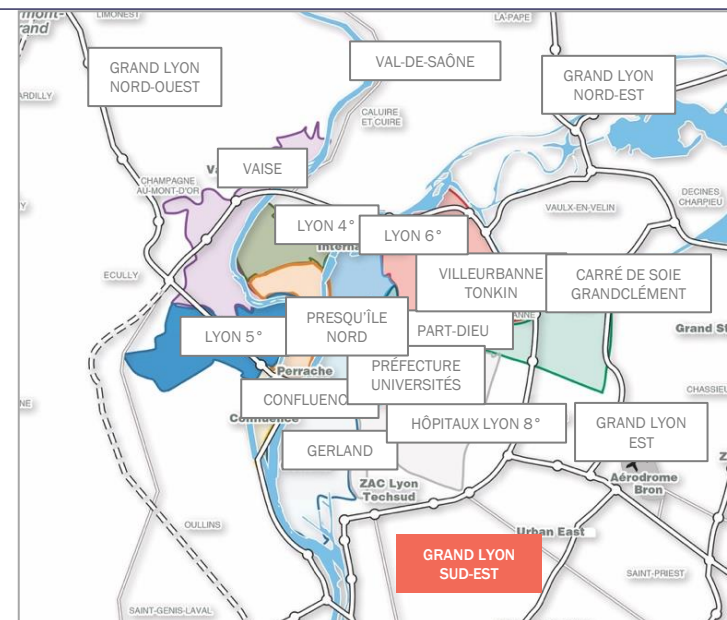 LIMONEST
LA-PAPE
GRAND LYON
NORD-OUEST
VAL-DE-SAÔNE
GRAND LYON
NORD-EST
CALUIRE
ET CUIRE
VAISE
CHAMPAGNE
AU-MONT-D'OR
DECINES
CHARPIEU
VAULX-EN-VELIN
LYON 4°
LYON 6°
ECULLY
VILLEURBANNE
TONKIN
CARRÉ DE SOIE
GRANDCLÉMENT
PRESQU'ÎLE
NORD
LYON 5°
PART-DIEU
Grand St
Perrache
PRÉFECTURE
UNIVERSITÉS
CHASSIEU
CONFLUENC
HÔPITAUX LYON 8°
GRAND LYON
EST
GERLAND
ZAC Lyon
Techsud
Aérodrome
Bron
OULLINS
Urban East
GRAND LYON
SUD-EST
SAINT-PRIEST
SAINT-GENIS-LAVAL